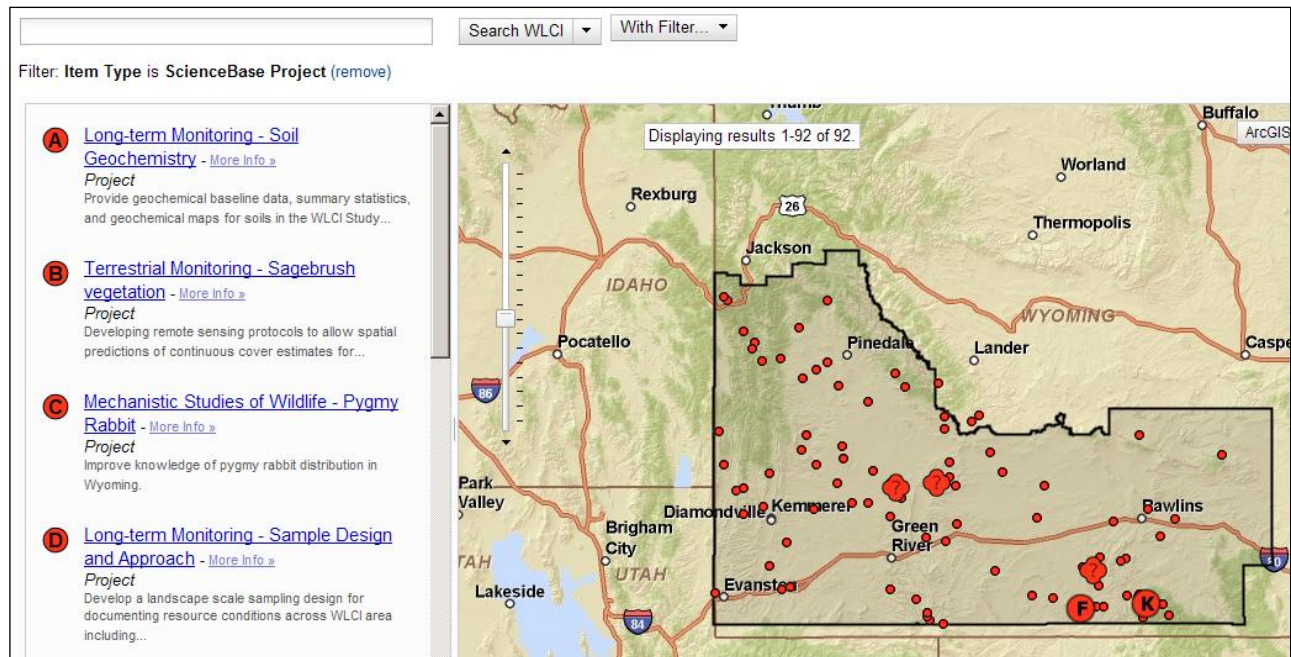 Search WLCI
With Filter...
Filter: Item Type is ScienceBase Project (remove)
A
Long-term Monitoring - Soil
Geochemistry - More Info »
Project
Provide geochemical baseline data, summary statistics,
and geochemical maps for soils in the WLCI Study...
B
Terrestrial Monitoring - Sagebrush
vegetation - More Info »
Project
Developing remote sensing protocols to allow spatial
predictions of continuous cover estimates for...
C
Mechanistic Studies of Wildlife - Pygmy
Rabbit - More Info »
Project
Improve knowledge of pygmy rabbit distribution in
Wyoming.
D
Long-term Monitoring - Sample Design
and Approach - More Info »
Project
Develop a landscape scale sampling design for
documenting resource conditions across WLCI area
including...
Displaying results 1-92 of 92.
Buffalo
ArcGIS
Worland
Rexburg
26
Thermopolis
Jackson
IDAHO
WYOMING
Pocatello
Pinedale
Lander
Caspe
86
?
?
Park
Valley
Diamondville
Kemmerer
Rawlins
Brigham
City
Green
River
TAH
UTAH
80
?
Lakeside
Evanston
F
K
84